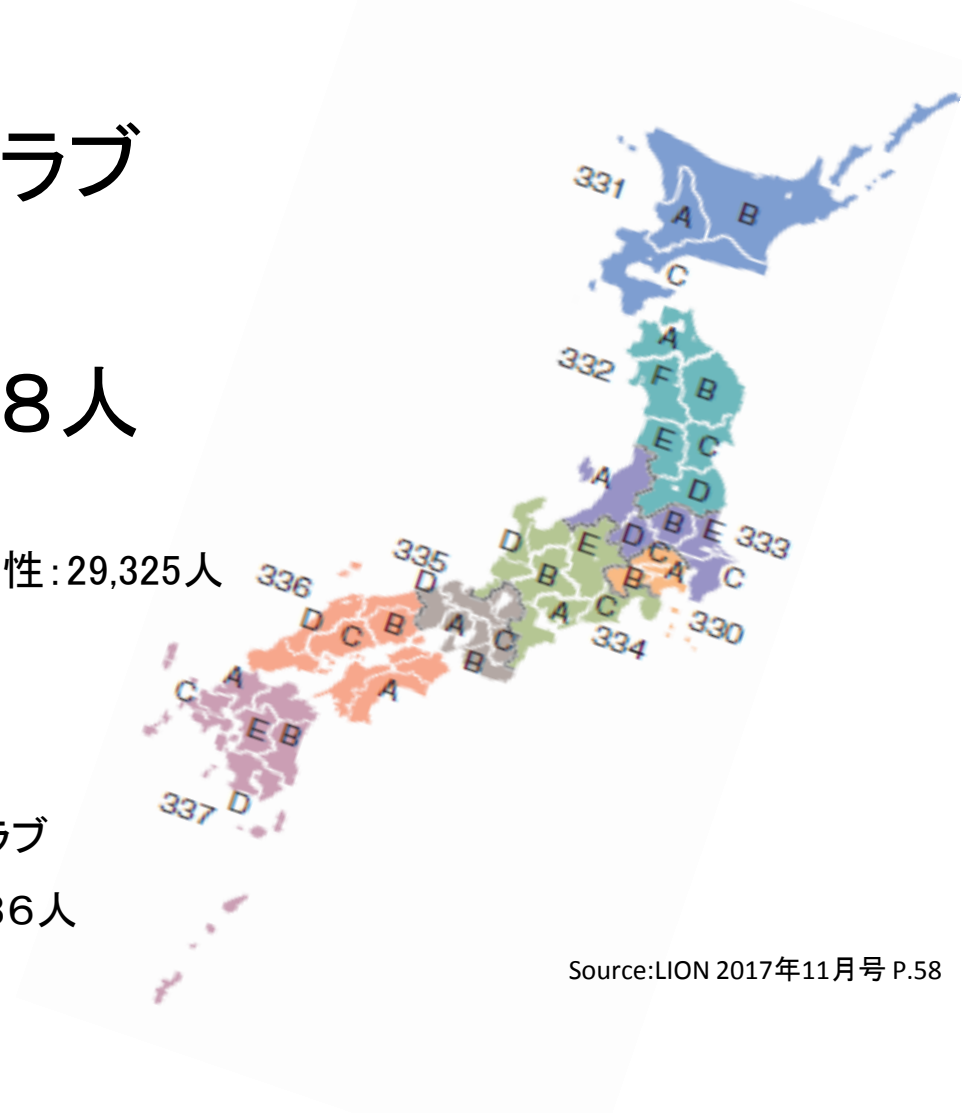 ラブ
331
A
B
C
A
332
F
B
E
C
A
D
B
E
333
D
E
D
C
335
A
C
D
B
B
336
C
A
330
D
B
A
C
334
C
B
A
A
B
C
E
B
D
337
8人
性:29,325人
ラブ
36人
Source:LION 2017年11月号 P.58